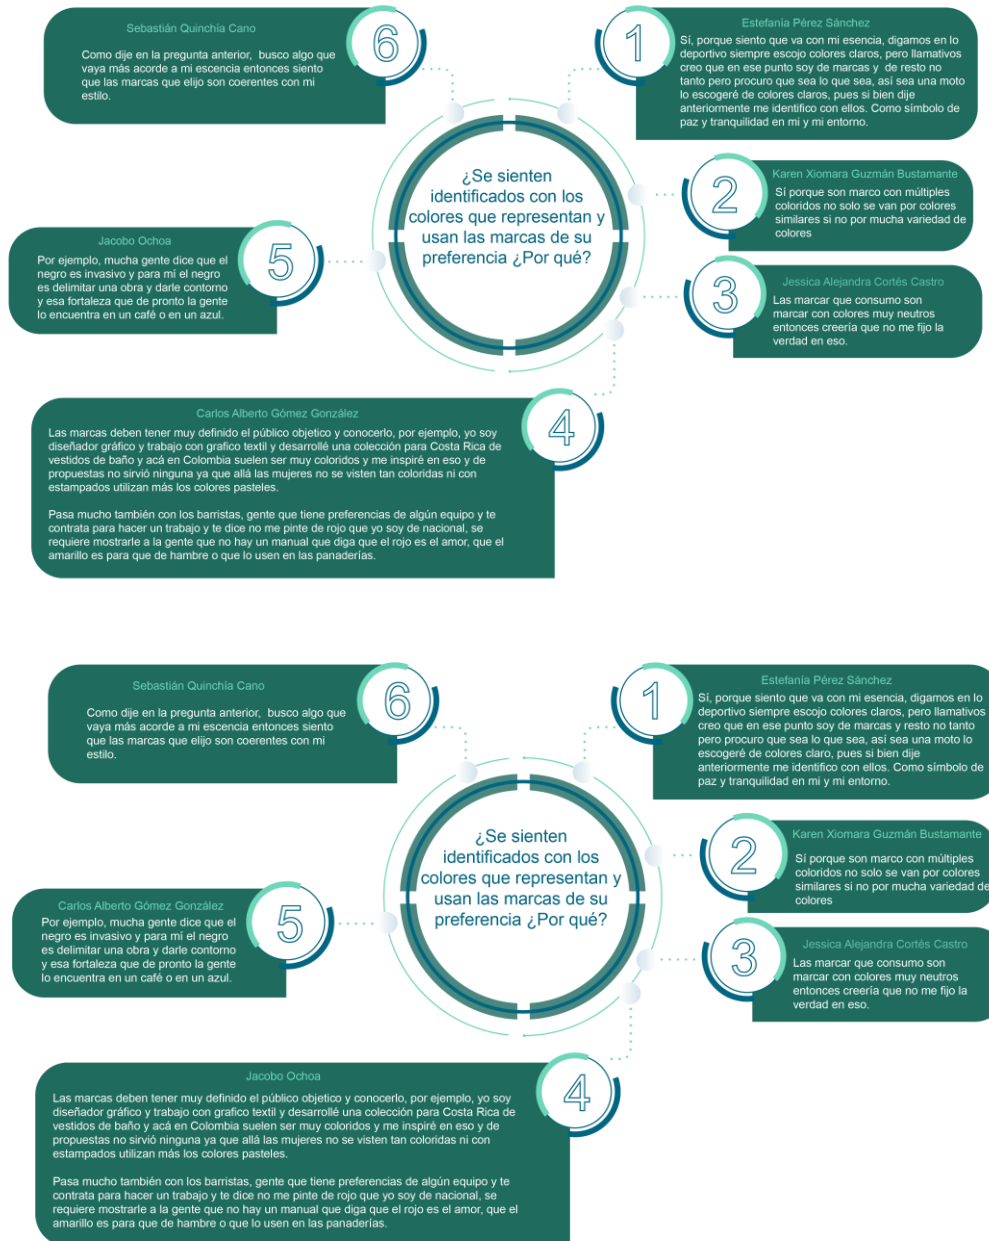 Sebastián Quinchía Cano
6
Como dije en la pregunta anterior,  busco algo que
vaya más acorde a mi escencia entonces siento
que las marcas que elijo son coerentes con mi
estilo.
1
Estefanía Pérez Sánchez
Sí, porque siento que va con mi esencia, digamos en lo
deportivo siempre escojo colores claros, pero llamativos
creo que en ese punto soy de marcas y  de resto no
tanto pero procuro que sea lo que sea, así sea una moto
lo escogeré de colores claros, pues si bien dije
anteriormente me identifico con ellos. Como símbolo de
paz y tranquilidad en mi y mi entorno.
¿Se sienten
identificados con los
colores que representan y
usan las marcas de su
preferencia ¿Por qué?
2
Karen Xiomara Guzmán Bustamante
Sí porque son marco con múltiples
coloridos no solo se van por colores
similares si no por mucha variedad de
colores
Jacobo Ochoa
5
Por ejemplo, mucha gente dice que el
negro es invasivo y para mí el negro
es delimitar una obra y darle contorno
y esa fortaleza que de pronto la gente
lo encuentra en un café o en un azul.
3
Jessica Alejandra Cortés Castro
Las marcar que consumo son
marcar con colores muy neutros
entonces creería que no me fijo la
verdad en eso.
Carlos Alberto Gómez González
4
Las marcas deben tener muy definido el público objetico y conocerlo, por ejemplo, yo soy
diseñador gráfico y trabajo con grafico textil y desarrollé una colección para Costa Rica de
vestidos de baño y acá en Colombia suelen ser muy coloridos y me inspiré en eso y de
propuestas no sirvió ninguna ya que allá las mujeres no se visten tan coloridas ni con
estampados utilizan más los colores pasteles.
Pasa mucho también con los barristas, gente que tiene preferencias de algún equipo y te
contrata para hacer un trabajo y te dice no me pinte de rojo que yo soy de nacional, se
requiere mostrarle a la gente que no hay un manual que diga que el rojo es el amor, que el
amarillo es para que de hambre o que lo usen en las panaderías.
Sebastián Quinchía Cano
6
Como dije en la pregunta anterior,  busco algo que
vaya más acorde a mi escencia entonces siento
que las marcas que elijo son coerentes con mi
estilo.
1
Estefanía Pérez Sánchez
Sí, porque siento que va con mi esencia, digamos en lo
deportivo siempre escojo colores claros, pero llamativos
creo que en ese punto soy de marcas y resto no tanto
pero procuro que sea lo que sea, así sea una moto lo
escogeré de colores claro, pues si bien dije
anteriormente me identifico con ellos. Como símbolo de
paz y tranquilidad en mi y mi entorno.
¿Se sienten
identificados con los
colores que representan y
usan las marcas de su
preferencia ¿Por qué?
2
Karen Xiomara Guzmán Bustamante
Sí porque son marco con múltiples
coloridos no solo se van por colores
similares si no por mucha variedad de
colores
Carlos Alberto Gómez González
5
Por ejemplo, mucha gente dice que el
negro es invasivo y para mí el negro
es delimitar una obra y darle contorno
y esa fortaleza que de pronto la gente
lo encuentra en un café o en un azul.
3
Jessica Alejandra Cortés Castro
Las marcar que consumo son
marcar con colores muy neutros
entonces creería que no me fijo la
verdad en eso.
Jacobo Ochoa
4
Las marcas deben tener muy definido el público objetico y conocerlo, por ejemplo, yo soy
diseñador gráfico y trabajo con grafico textil y desarrollé una colección para Costa Rica de
vestidos de baño y acá en Colombia suelen ser muy coloridos y me inspiré en eso y de
propuestas no sirvió ninguna ya que allá las mujeres no se visten tan coloridas ni con
estampados utilizan más los colores pasteles.
Pasa mucho también con los barristas, gente que tiene preferencias de algún equipo y te
contrata para hacer un trabajo y te dice no me pinte de rojo que yo soy de nacional, se
requiere mostrarle a la gente que no hay un manual que diga que el rojo es el amor, que el
amarillo es para que de hambre o que lo usen en las panaderías.